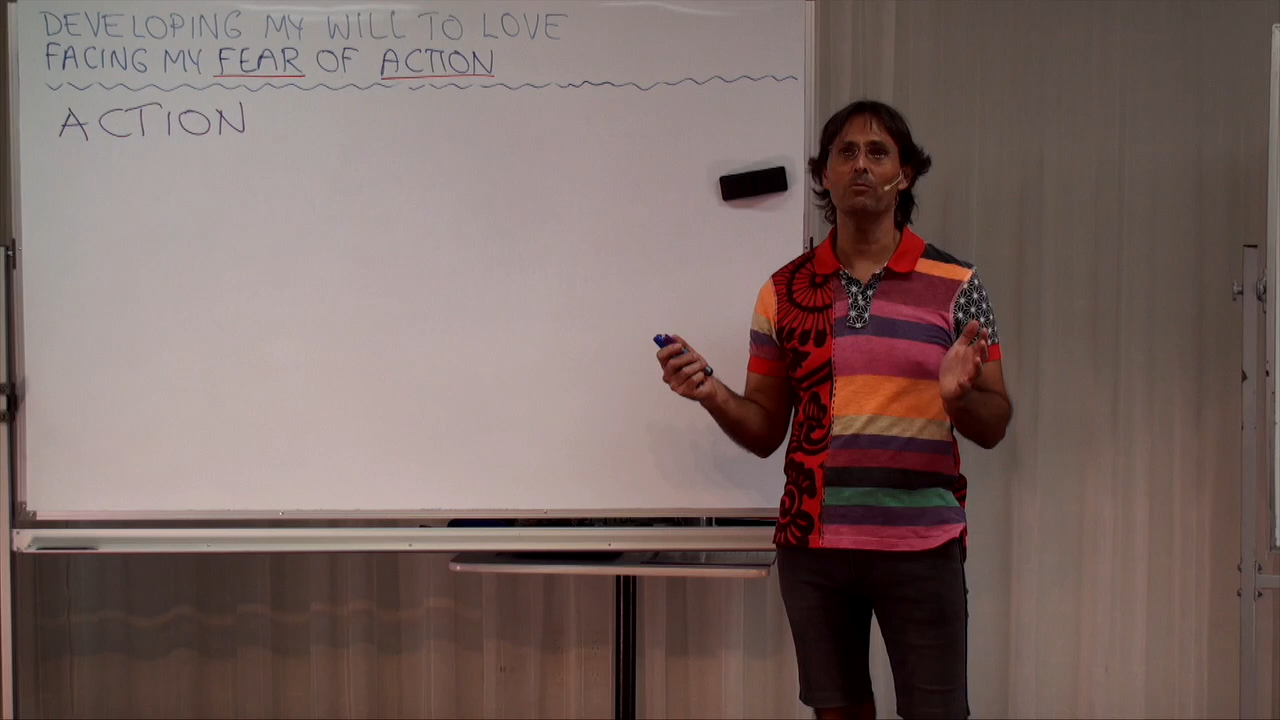 DEVELOPING MY WILL TO LOVE
FACING MY FEAR OF ACTION
ACTION